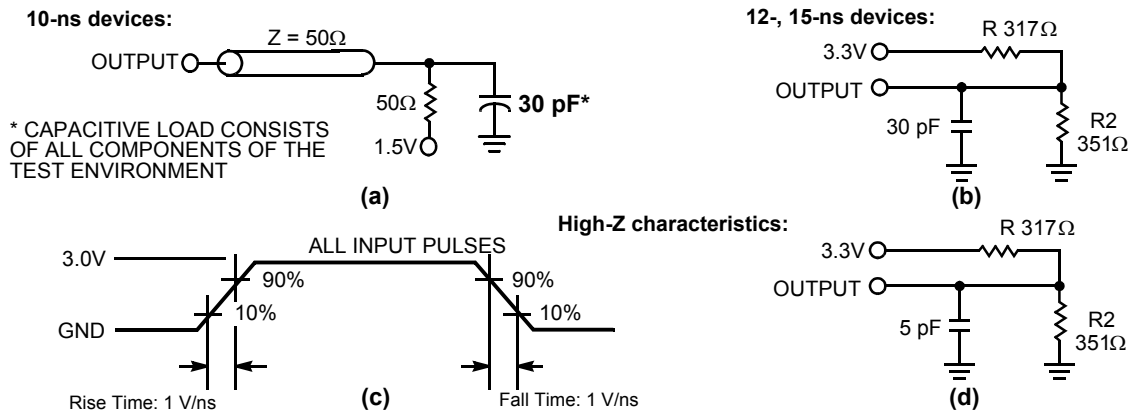 10-ns devices:
Z = 50Ω
OUTPUT
50Ω
30 pF*
1.5V
* CAPACITIVE LOAD CONSISTS
OF ALL COMPONENTS OF THE
TEST ENVIRONMENT
(a)
12-, 15-ns devices:
R 317Ω
3.3V
OUTPUT
30 pF
R2
351Ω
(b)
ALL INPUT PULSES
3.0V
90%
90%
10%
10%
GND
Rise Time: 1 V/ns
(c)
Fall Time: 1 V/ns
High-Z characteristics:
R 317Ω
3.3V
OUTPUT
5 pF
R2
351Ω
(d)